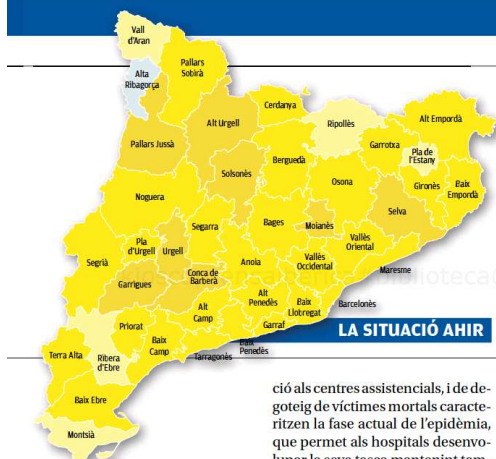 Vall
d'Aran
Alta
Ribagorça
Pallars
Sobirà
Pallars Jussà
Alt Urgell
Cerdanya
Ripollès
Alt Empordà
Garrotxa
Pla de
l'Estany
Berguedà
Solsonès
Osona
Gironès
Baix
Empordà
Noguera
Selva
Segarra
Bages
Moianès
Vallès
Oriental
Pla
d'Urgell
Urgell
Segrià
Anoia
Vallès
Occidental
Maresme
Garrigues
Conca de
Barberà
Alt
Penedès
Baix
Llobregat
Barcelonès
Alt
Camp
Garraf
Priorat
Baix
Camp
Tarragonès
Baix
Penedès
Terra Alta
Ribera
d'Ebre
Baix Ebre
Montsià
LA SITUACIÓ AHIR
ció als centres assistencials, i de de-
goteig de víctimes mortals caracte-
ritzen la fase actual de l'epidèmia,
que permet als hospitals desenvo-